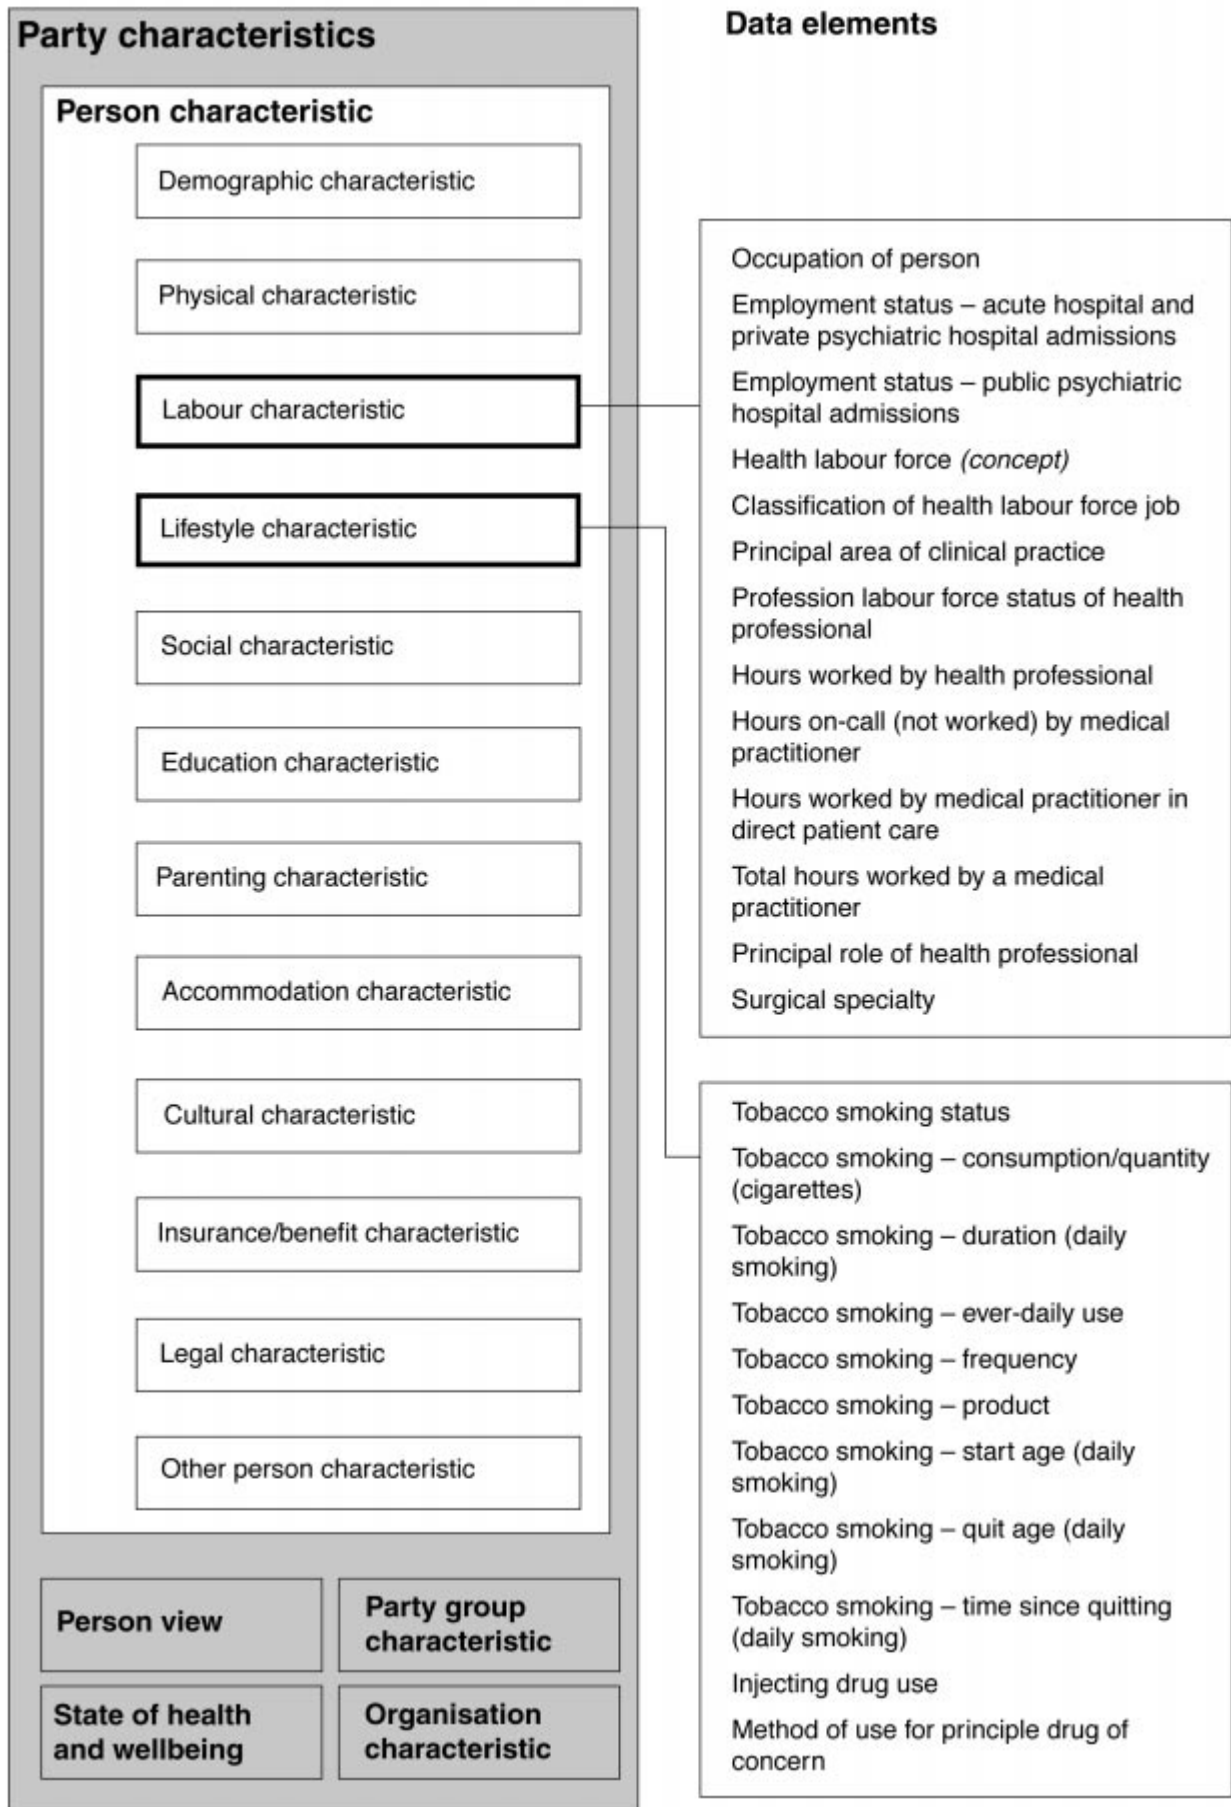 Party characteristics
Person characteristic
Demographic characteristic
Physical characteristic
Labour characteristic
Lifestyle characteristic
Social characteristic
Education characteristic
Parenting characteristic
Accommodation characteristic
Cultural characteristic
Insurance/benefit characteristic
Legal characteristic
Other person characteristic
Person view
Party group
characteristic
State of health
and wellbeing
Organisation
characteristic
Data elements
Occupation of person
Employment status – acute hospital and
private psychiatric hospital admissions
Employment status – public psychiatric
hospital admissions
Health labour force (concept)
Classification of health labour force job
Principal area of clinical practice
Profession labour force status of health
professional
Hours worked by health professional
Hours on-call (not worked) by medical
practitioner
Hours worked by medical practitioner in
direct patient care
Total hours worked by a medical
practitioner
Principal role of health professional
Surgical specialty
Tobacco smoking status
Tobacco smoking – consumption/quantity
(cigarettes)
Tobacco smoking – duration (daily
smoking)
Tobacco smoking – ever-daily use
Tobacco smoking – frequency
Tobacco smoking – product
Tobacco smoking – start age (daily
smoking)
Tobacco smoking – quit age (daily
smoking)
Tobacco smoking – time since quitting
(daily smoking)
Injecting drug use
Method of use for principle drug of
concern